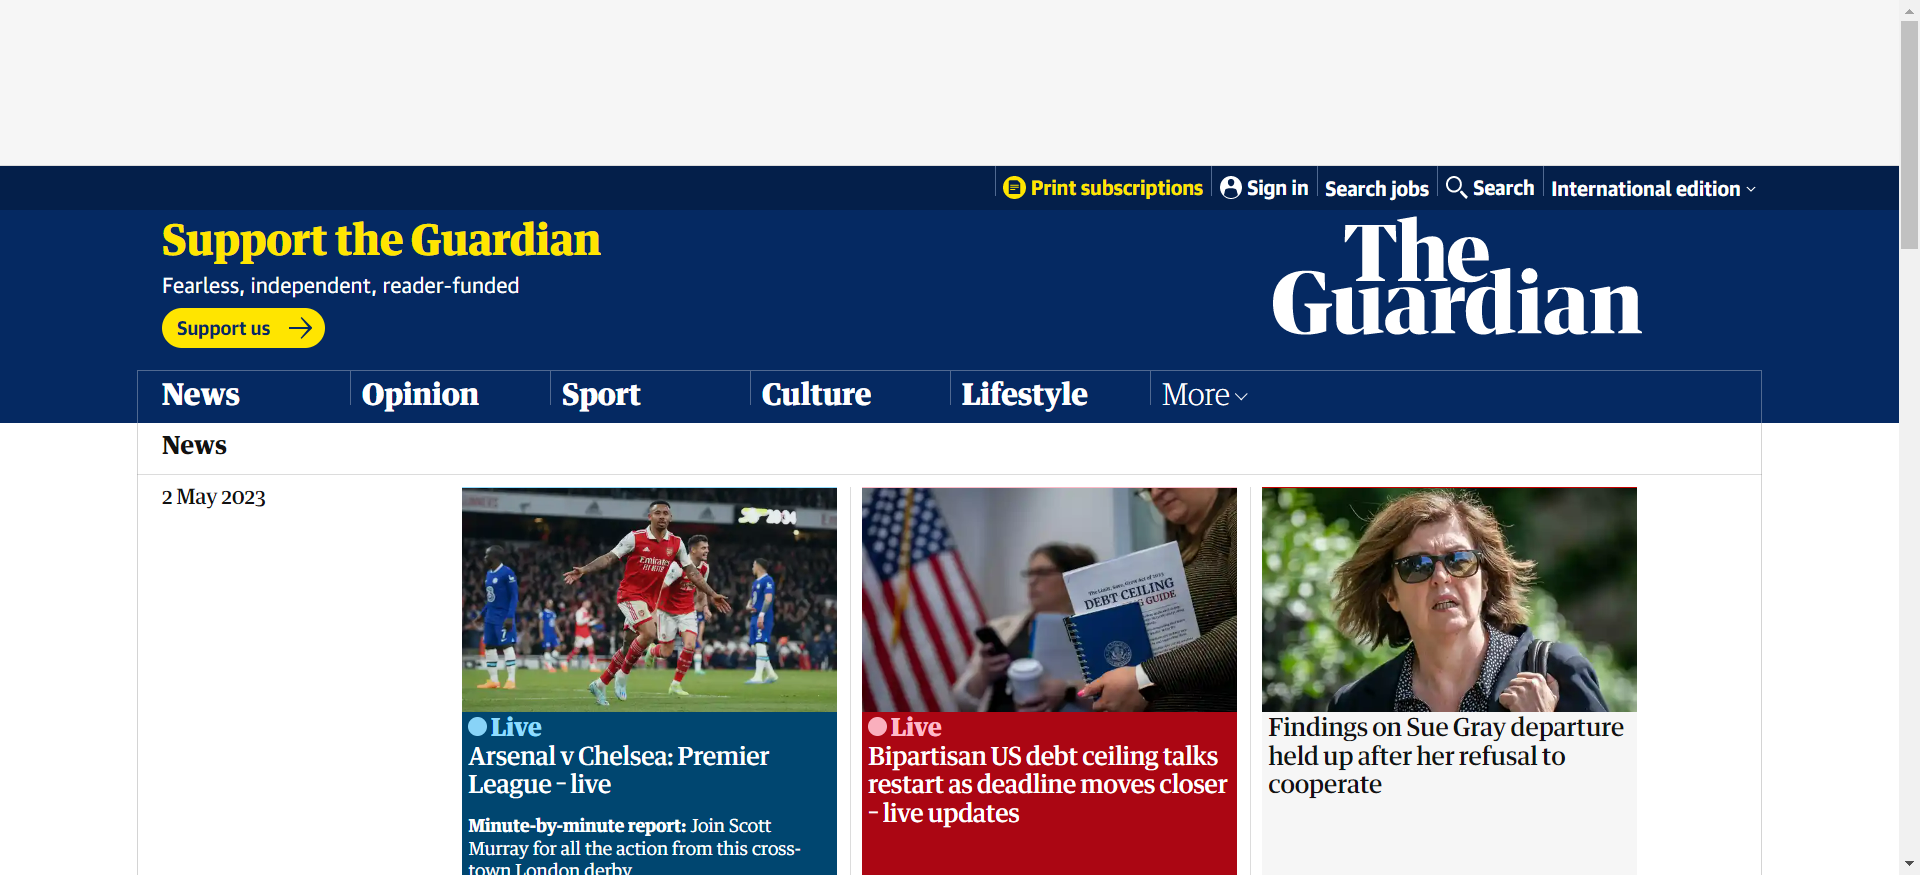 Print subscriptions
Sign in
Search jobs
Search
International edition
Support the Guardian
Fearless, independent, reader-funded
Support us
The
Guardian
News
Opinion
Sport
Culture
Lifestyle
More
News
2 May 2023
Emirates
FLY BETTER
Live
Arsenal v Chelsea: Premier
League – live
Minute-by-minute report: Join Scott
Murray for all the action from this cross-
town London derby
DEBT CEILING
GUIDE
Live
Bipartisan US debt ceiling talks
restart as deadline moves closer
– live updates
Findings on Sue Gray departure
held up after her refusal to
cooperate